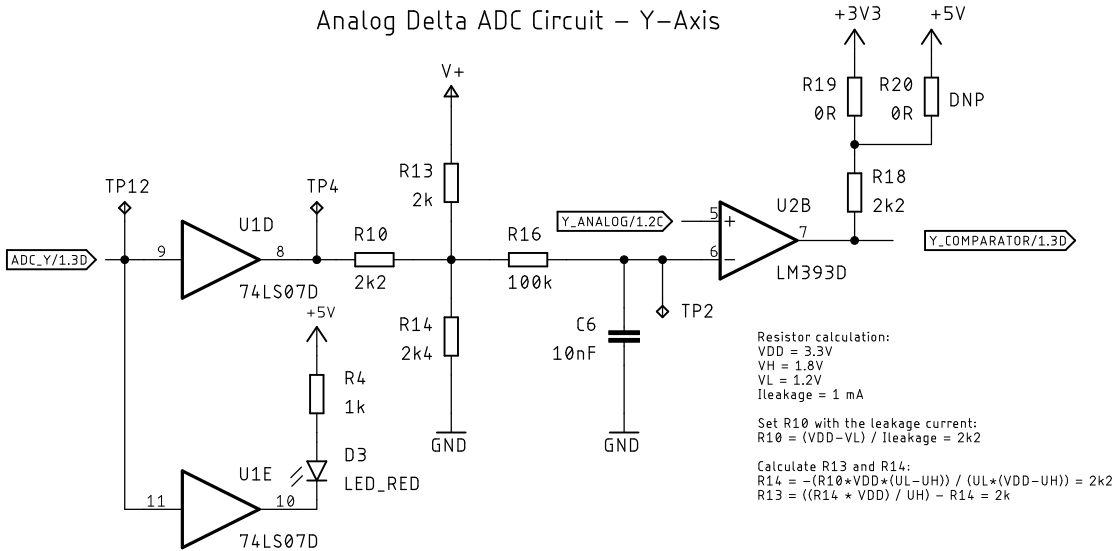 Analog Delta ADC Circuit - Y-Axis
+3V3
+5V
R19
0R
R20
0R
DNP
V+
R13
2k
TP12
TP4
R18
2k2
U1D
Y_ANALOG/1.2C
5
+
U2B
7
ADC_Y/1.3D
9
8
R10
2k2
R16
100k
6
-
LM393D
Y_COMPARATOR/1.3D
74LS07D
+5V
R14
2k4
C6
10nF
TP2
R4
1k
GND
GND
D3
LED_RED
U1E
11
10
74LS07D
Resistor calculation:
VDD = 3.3V
VH = 1.8V
VL = 1.2V
Ileakage = 1 mA
Set R10 with the leakage current:
R10 = (VDD-VL) / Ileakage = 2k2
Calculate R13 and R14:
R14 = -(R10*VDD*(UL-UH)) / (UL*(VDD-UH)) = 2k2
R13 = ((R14 * VDD) / UH) - R14 = 2k